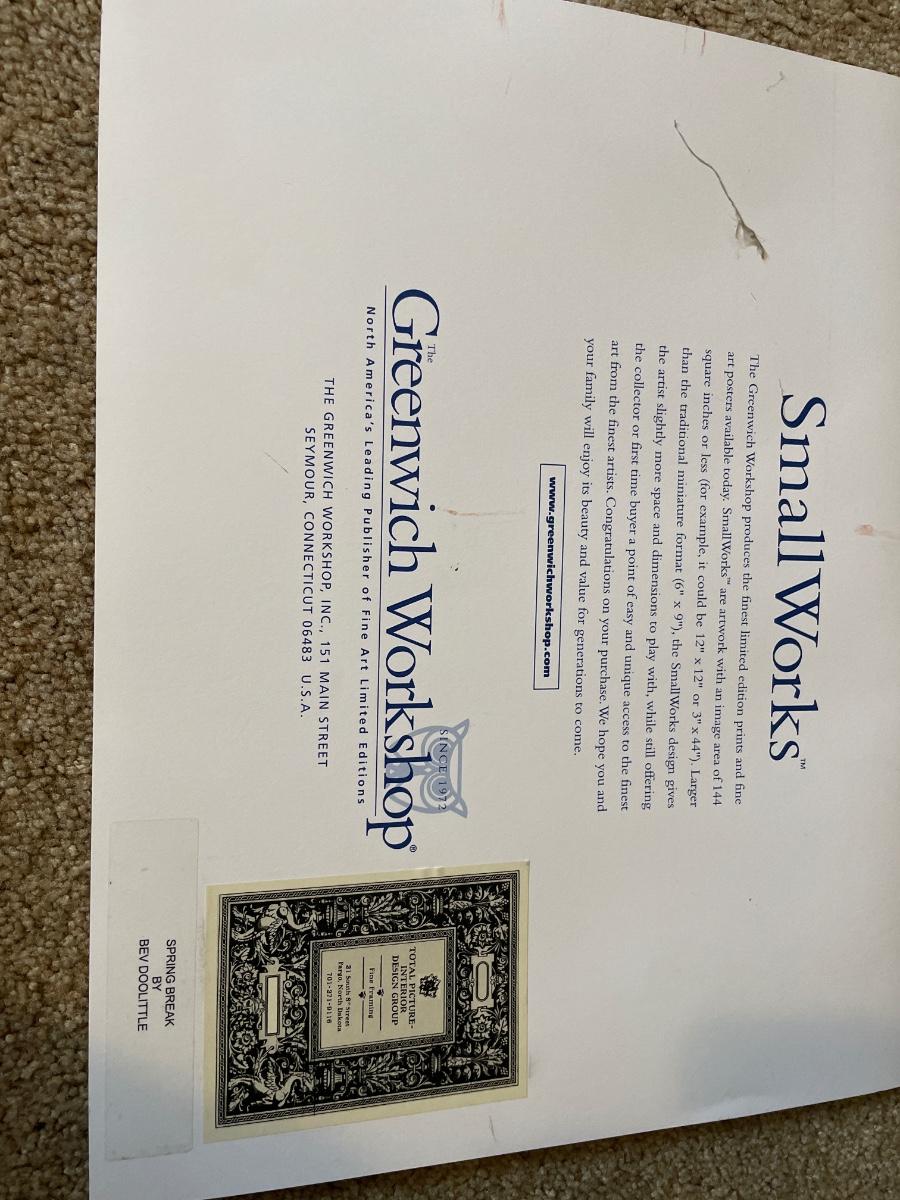 SmallWorks™
The Greenwich Workshop produces the finest limited edition prints and fine
art posters available today. SmallWorks™ are artwork with an image area of 144
square inches or less (for example, it could be 12" x 12" or 3" x 44"). Larger
than the traditional miniature format (6" x 9"), the SmallWorks design gives
the artist slightly more space and dimensions to play with, while still offering
the collector or first time buyer a point of easy and unique access to the finest
art from the finest artists. Congratulations on your purchase. We hope you and
your family will enjoy its beauty and value for generations to come.
www.greenwichworkshop.com
SINCE 1972
The
Greenwich Workshop®
North America's Leading Publisher of Fine Art Limited Editions
THE GREENWICH WORKSHOP, INC., 151 MAIN STREET
SEYMOUR, CONNECTICUT 06483 U.S.A.
TOTAL PICTURE-
INTERIOR
DESIGN GROUP
Fine Framing
21 South 8th Street
Fargo, North Dakota
701-271-9116
SPRING BREAK
BY
BEV DOOLITTLE